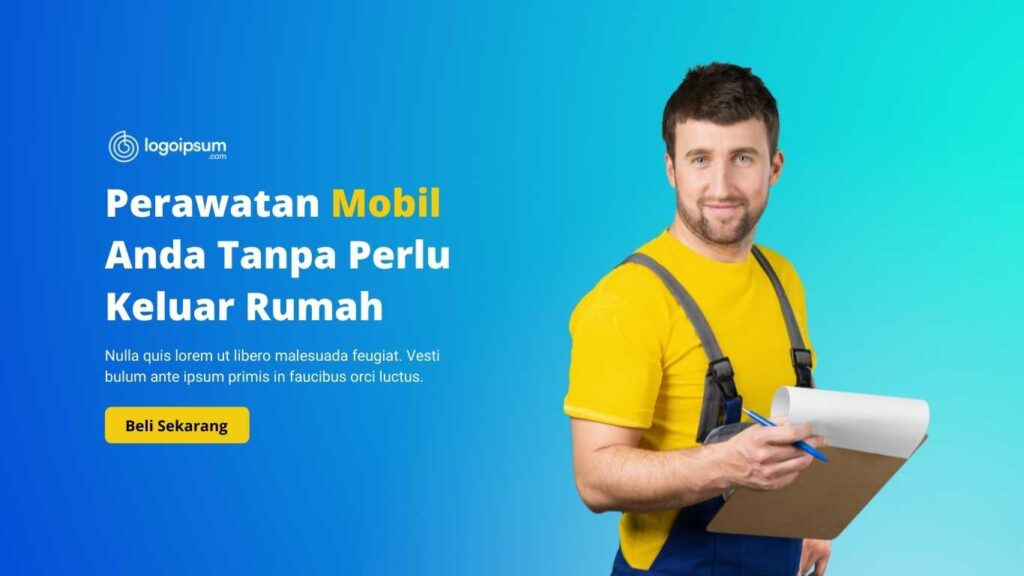 logoipsum
.com
Perawatan Mobil
Anda Tanpa Perlu
Keluar Rumah
Nulla quis lorem ut libero malesuada feugiat. Vesti
bulum ante ipsum primis in faucibus orci luctus.
Beli Sekarang